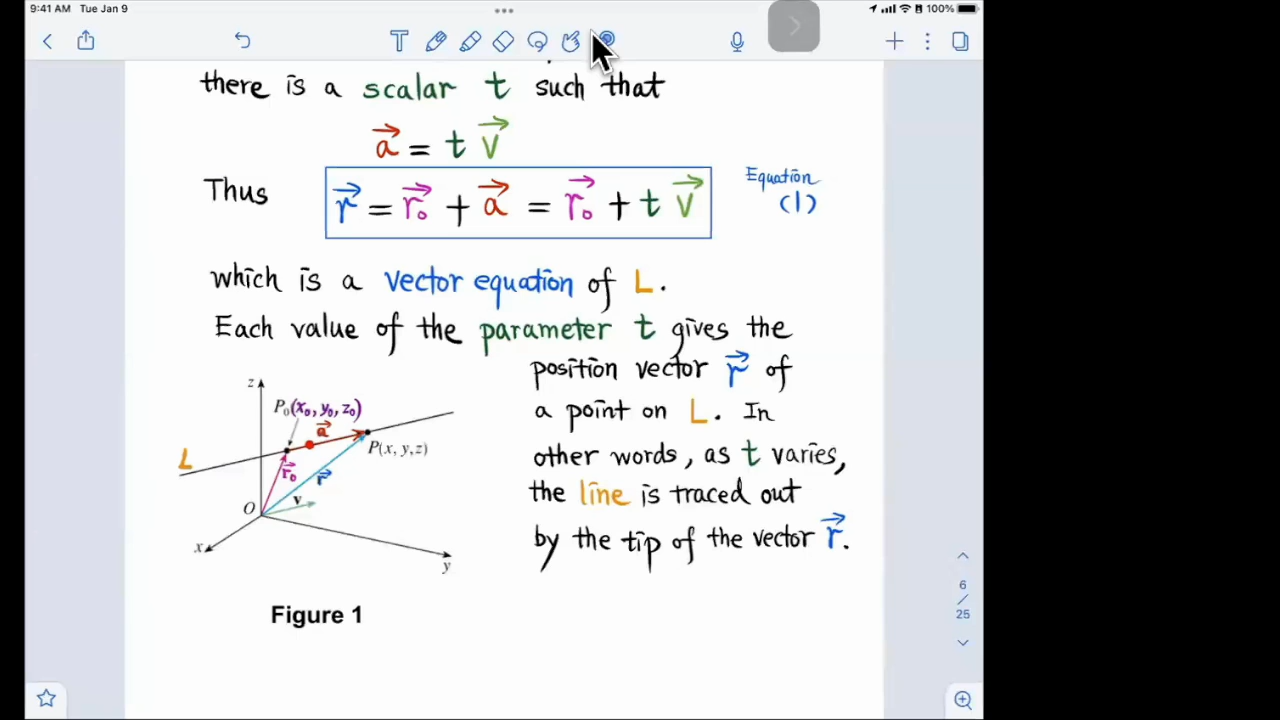 9:41 AM Tue Jan 9
100%
there is a scalar t such that
a⃗ = t v⃗
Thus
r⃗ = r⃗₀ + a⃗ = r⃗₀ + t v⃗
Equation
(1)
which is a vector equation of L.
Each value of the parameter t gives the
position vector r⃗ of
a point on L. In
other words, as t varies,
the line is traced out
by the tip of the vector r⃗.
z
P₀(x₀, y₀, z₀)
a⃗
P(x, y, z)
L
r⃗₀
r⃗
v
O
x
y
Figure 1
6
/
25